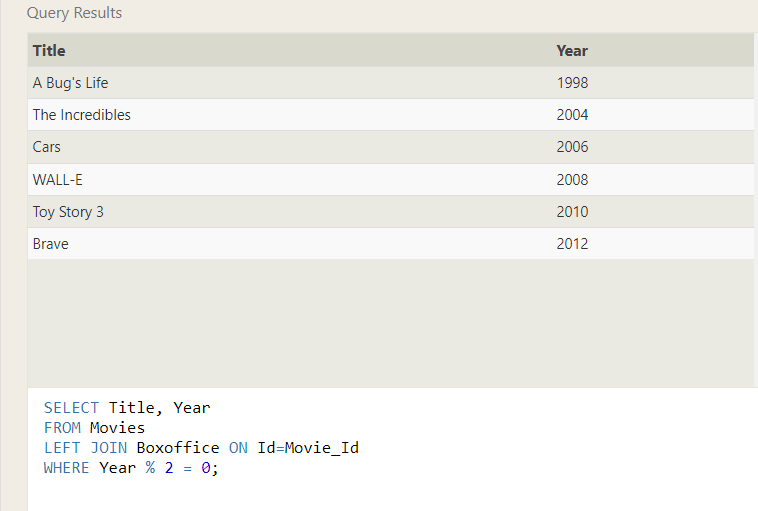 Query Results
Title Year
A Bug's Life 1998
The Incredibles 2004
Cars 2006
WALL-E 2008
Toy Story 3 2010
Brave 2012
SELECT Title, Year
FROM Movies
LEFT JOIN Boxoffice ON Id=Movie_Id
WHERE Year % 2 = 0;